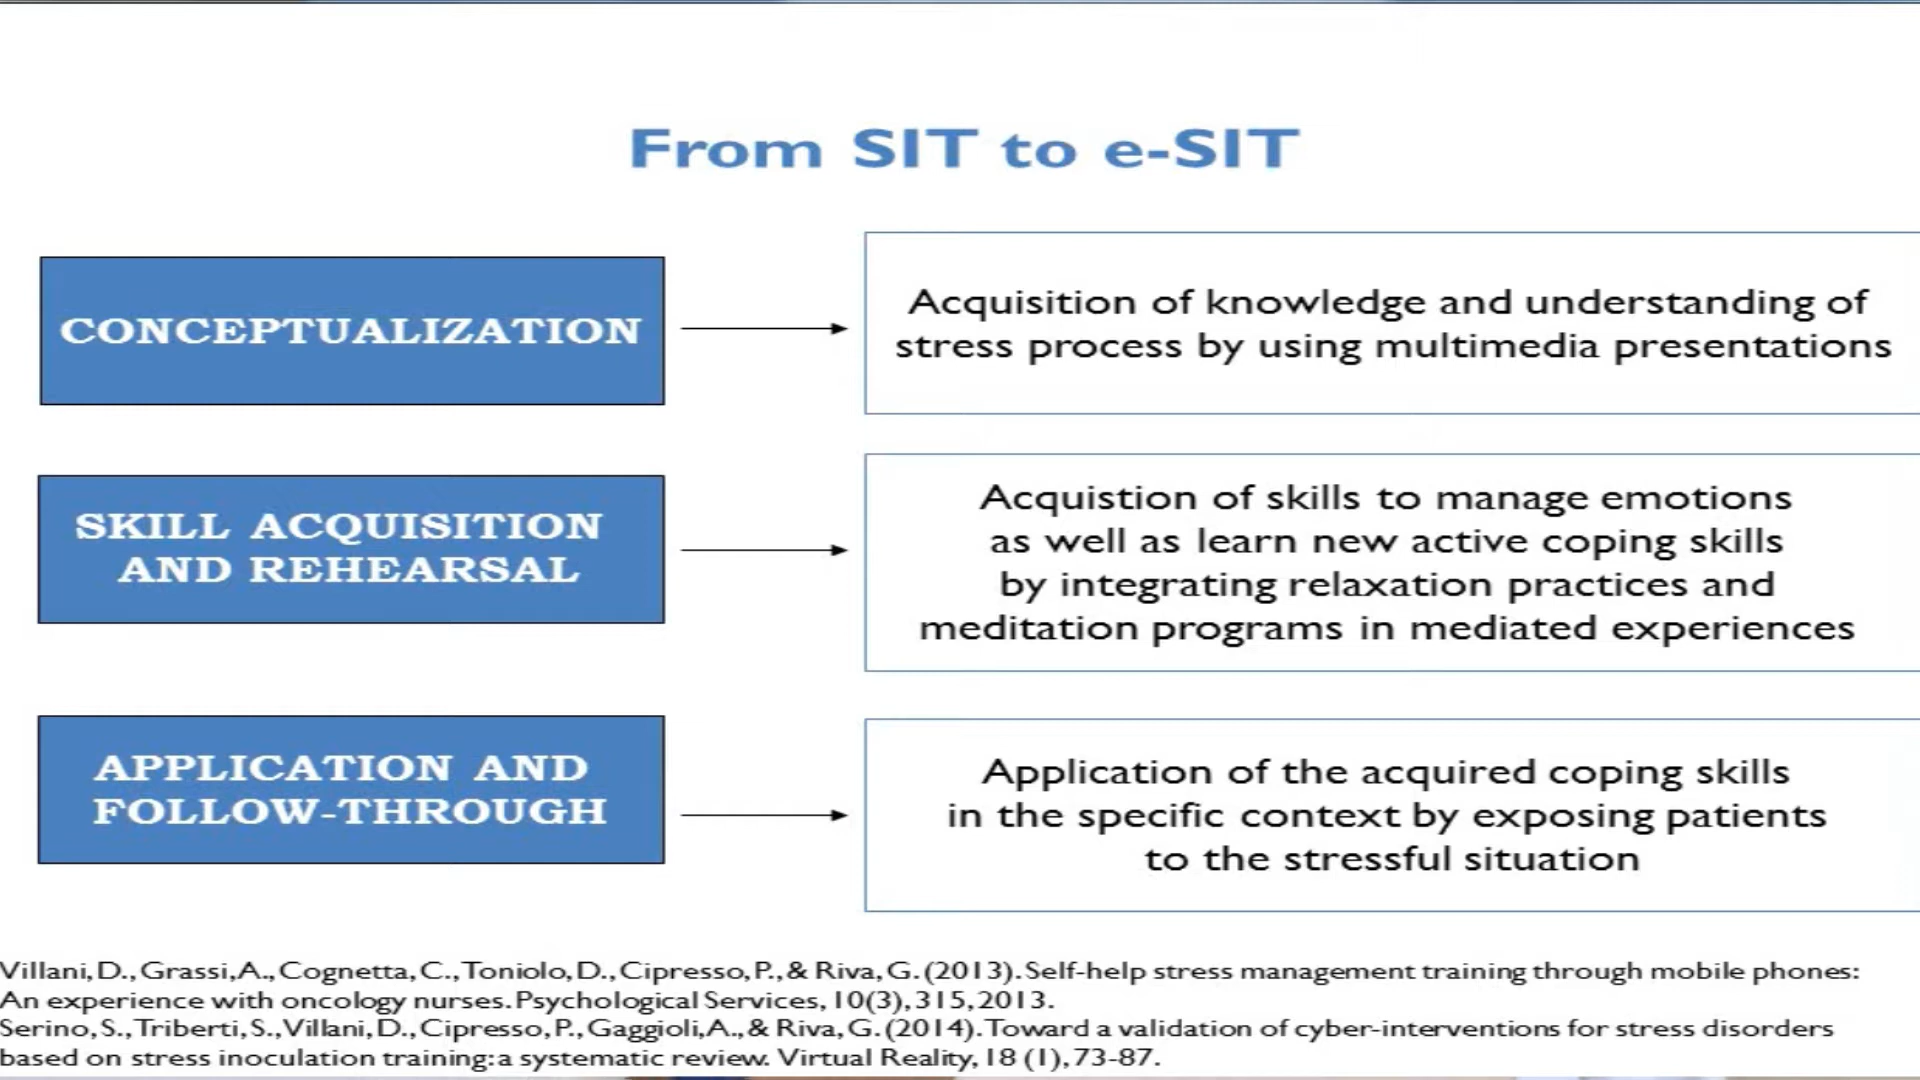 From SIT to e-SIT
CONCEPTUALIZATION
Acquisition of knowledge and understanding of
stress process by using multimedia presentations
SKILL ACQUISITION
AND REHEARSAL
Acquistion of skills to manage emotions
as well as learn new active coping skills
by integrating relaxation practices and
meditation programs in mediated experiences
APPLICATION AND
FOLLOW-THROUGH
Application of the acquired coping skills
in the specific context by exposing patients
to the stressful situation
Villani, D., Grassi, A., Cognetta, C., Toniolo, D., Cipresso, P., & Riva, G. (2013). Self-help stress management training through mobile phones:
An experience with oncology nurses. Psychological Services, 10(3), 315, 2013.
Serino, S., Triberti, S., Villani, D., Cipresso, P., Gaggioli, A., & Riva, G. (2014). Toward a validation of cyber-interventions for stress disorders
based on stress inoculation training: a systematic review. Virtual Reality, 18 (1), 73-87.